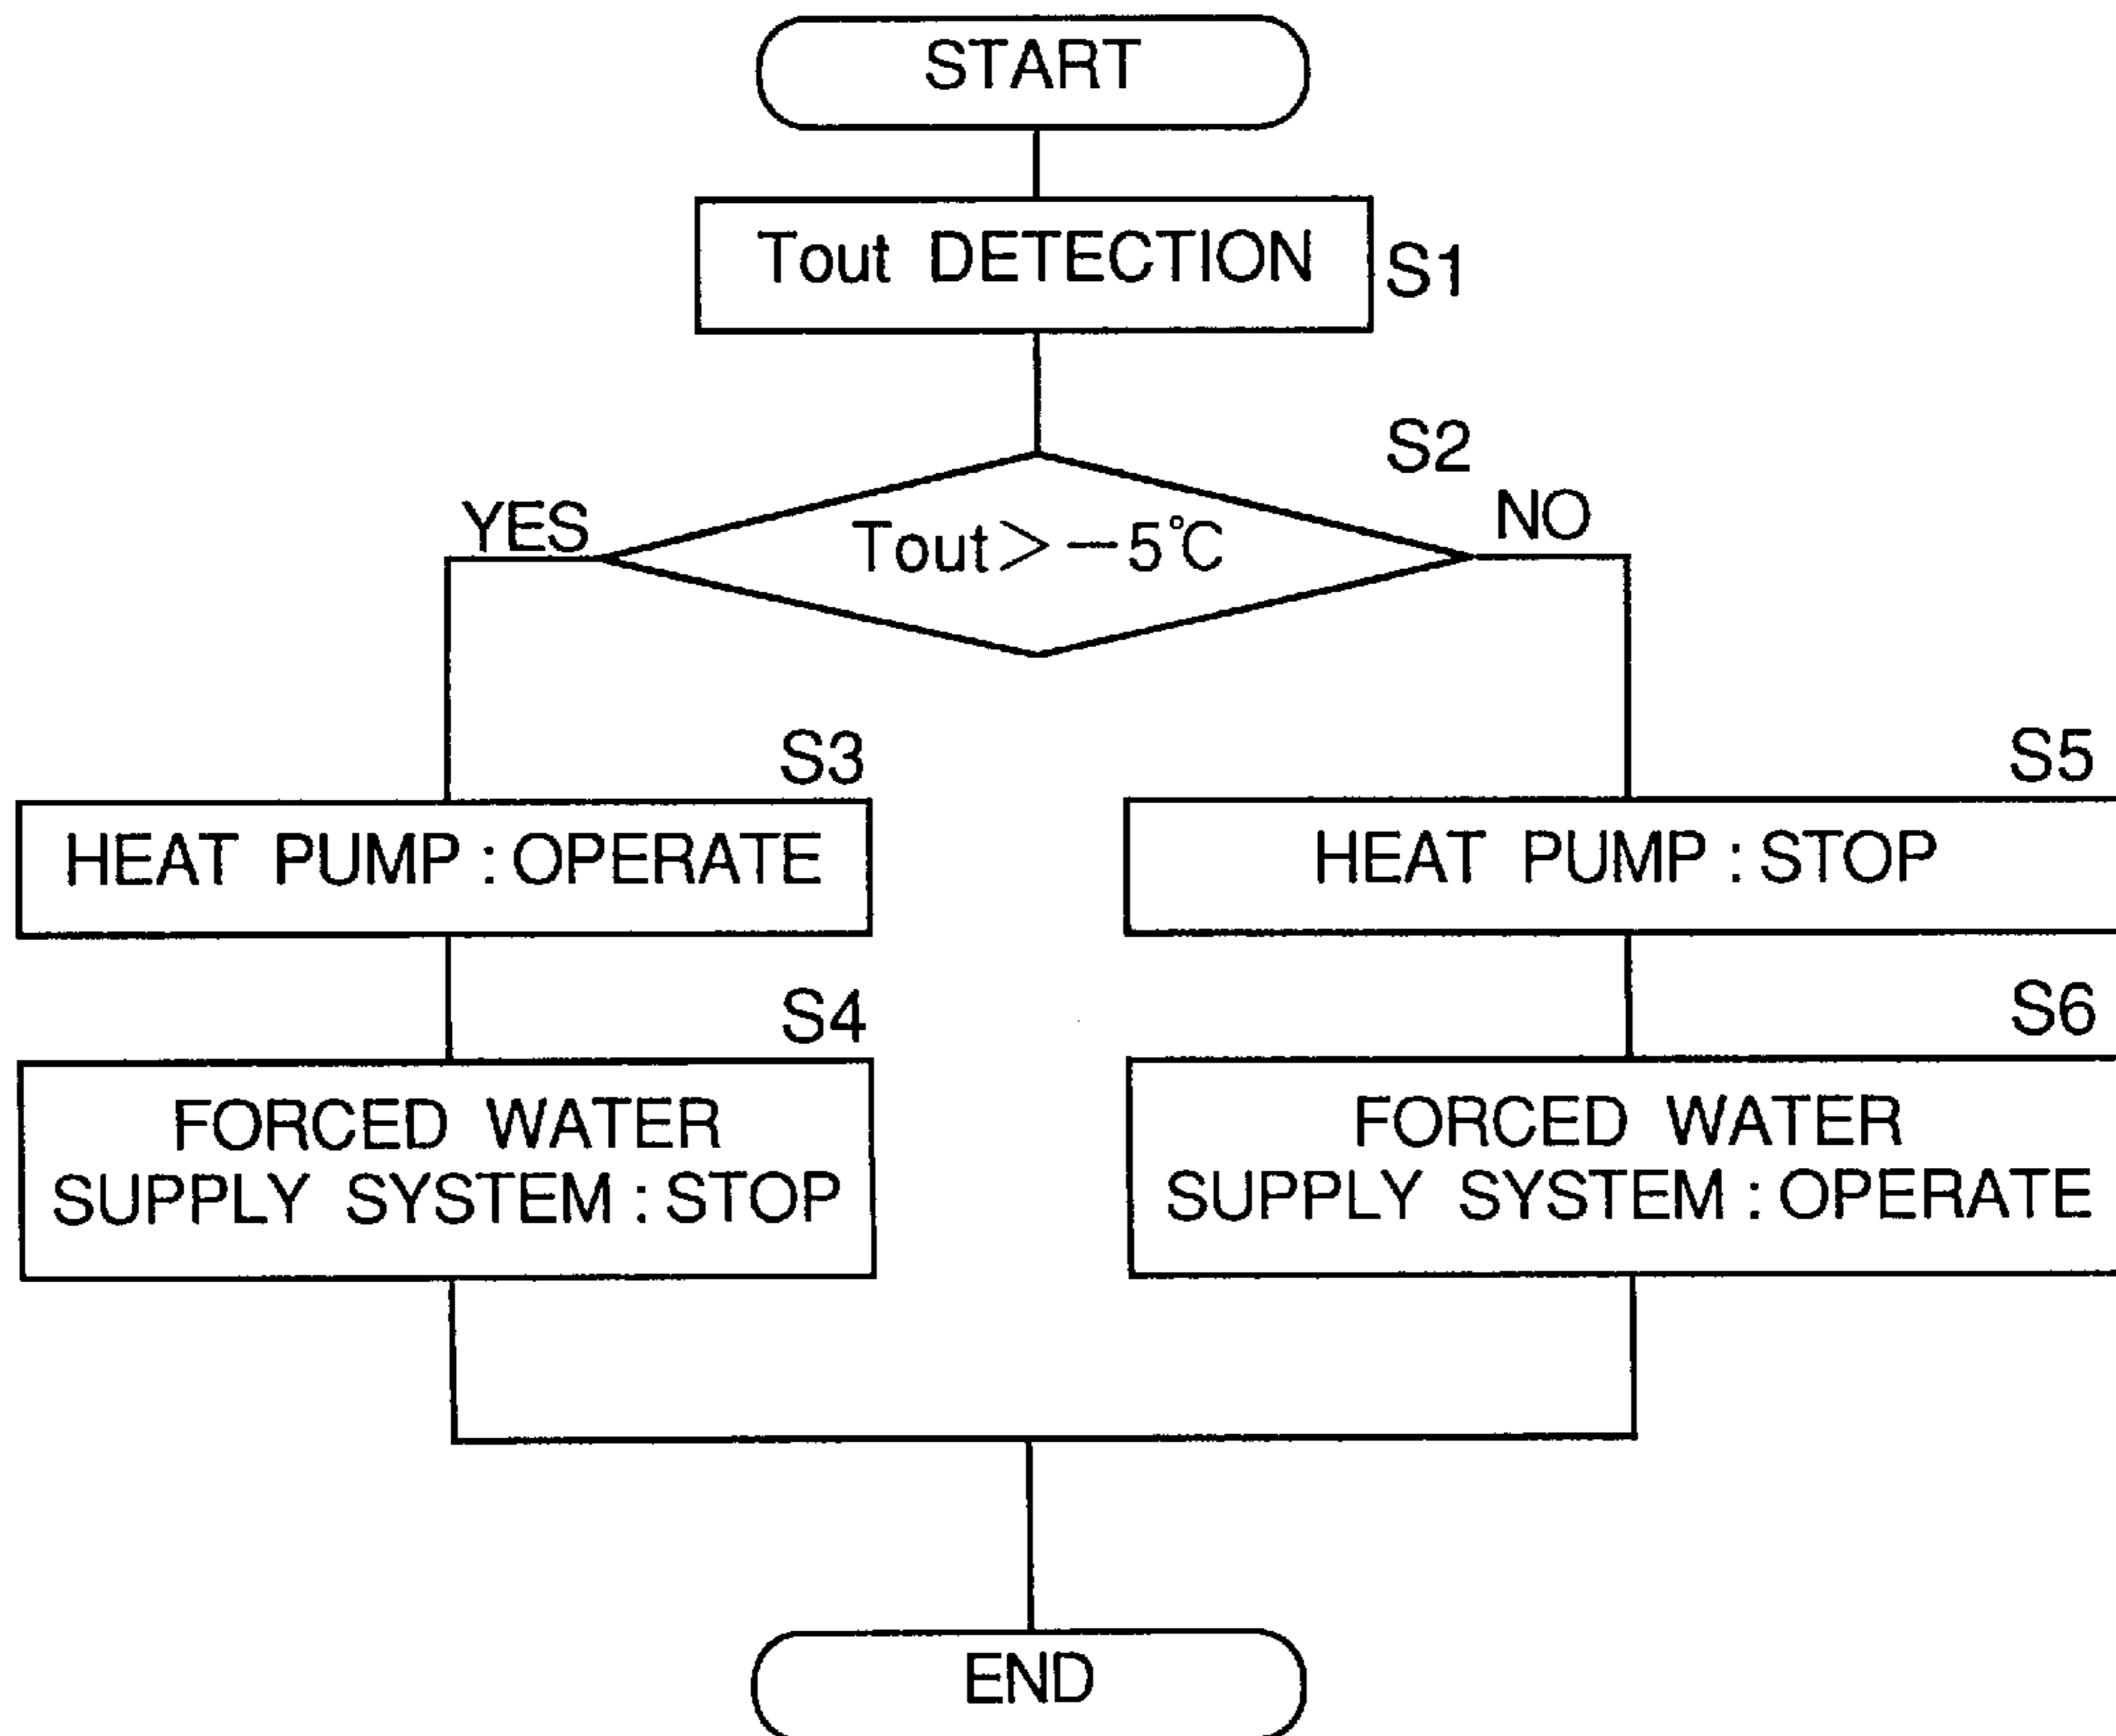 START
Tout DETECTION
S1
S2
YES
Tout>−5℃
NO
S3
HEAT PUMP : OPERATE
S4
FORCED WATER
SUPPLY SYSTEM : STOP
S5
HEAT PUMP : STOP
S6
FORCED WATER
SUPPLY SYSTEM : OPERATE
END